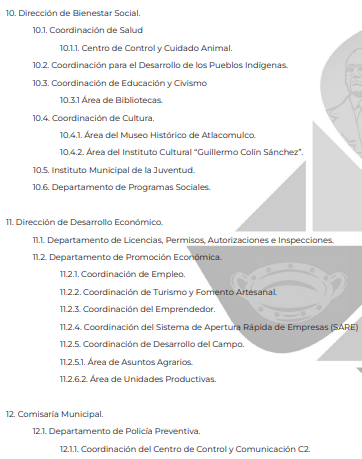 10. Dirección de Bienestar Social.
10.1. Coordinación de Salud
10.1.1. Centro de Control y Cuidado Animal.
10.2. Coordinación para el Desarrollo de los Pueblos Indígenas.
10.3. Coordinación de Educación y Civismo
10.3.1 Área de Bibliotecas.
10.4. Coordinación de Cultura.
10.4.1. Área del Museo Histórico de Atlacomulco.
10.4.2. Área del Instituto Cultural “Guillermo Colín Sánchez”.
10.5. Instituto Municipal de la Juventud.
10.6. Departamento de Programas Sociales.
11. Dirección de Desarrollo Económico.
11.1. Departamento de Licencias, Permisos, Autorizaciones e Inspecciones.
11.2. Departamento de Promoción Económica.
11.2.1. Coordinación de Empleo.
11.2.2. Coordinación de Turismo y Fomento Artesanal.
11.2.3. Coordinación del Emprendedor.
11.2.4. Coordinación del Sistema de Apertura Rápida de Empresas (SARE)
11.2.5. Coordinación de Desarrollo del Campo.
11.2.5.1. Área de Asuntos Agrarios.
11.2.6.2. Área de Unidades Productivas.
12. Comisaría Municipal.
12.1. Departamento de Policía Preventiva.
12.1.1. Coordinación del Centro de Control y Comunicación C2.